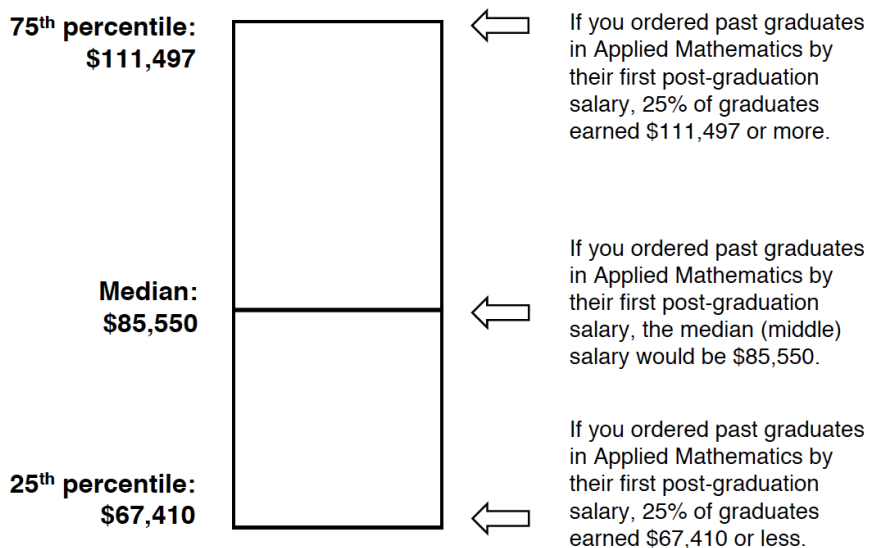 75th percentile:
$111,497
If you ordered past graduates
in Applied Mathematics by
their first post-graduation
salary, 25% of graduates
earned $111,497 or more.
Median:
$85,550
If you ordered past graduates
in Applied Mathematics by
their first post-graduation
salary, the median (middle)
salary would be $85,550.
25th percentile:
$67,410
If you ordered past graduates
in Applied Mathematics by
their first post-graduation
salary, 25% of graduates
earned $67,410 or less.